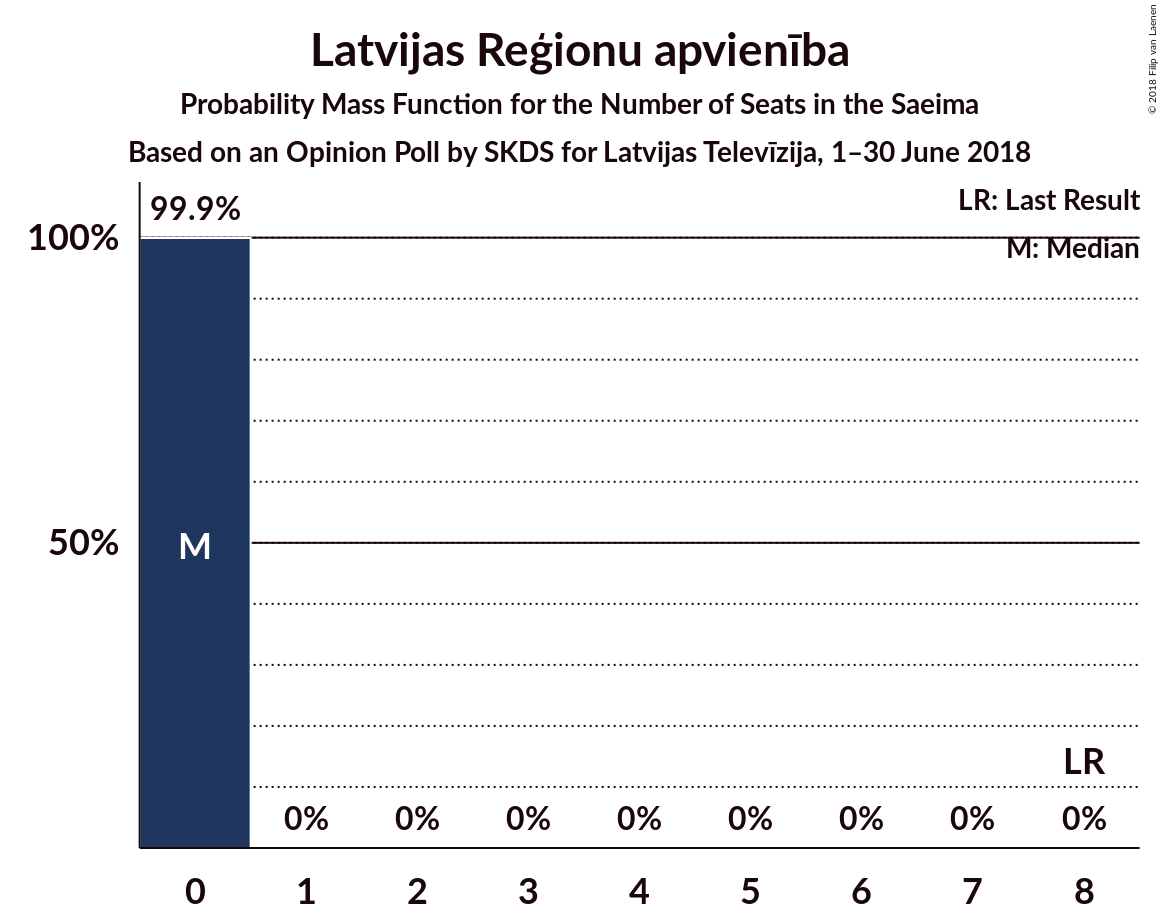 Latvijas Reģionu apvienība
Probability Mass Function for the Number of Seats in the Saeima
Based on an Opinion Poll by SKDS for Latvijas Televīzija, 1–30 June 2018
© 2018 Filip van Laenen
LR: Last Result
M: Median
99.9%
100%
50%
M
LR
0% 0% 0% 0% 0% 0% 0% 0%
0 1 2 3 4 5 6 7 8